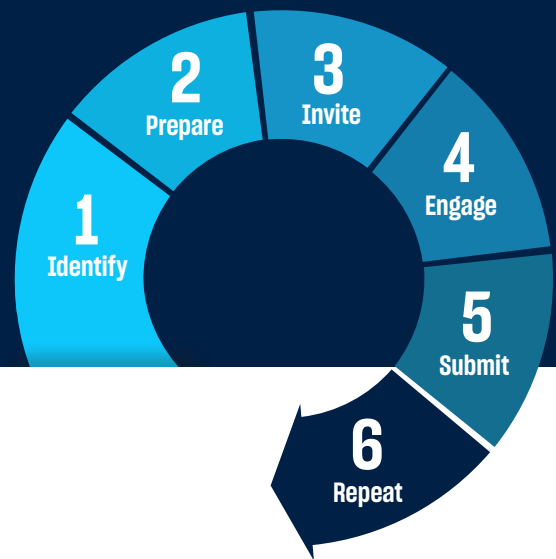 1
Identify
2
Prepare
3
Invite
4
Engage
5
Submit
6
Repeat